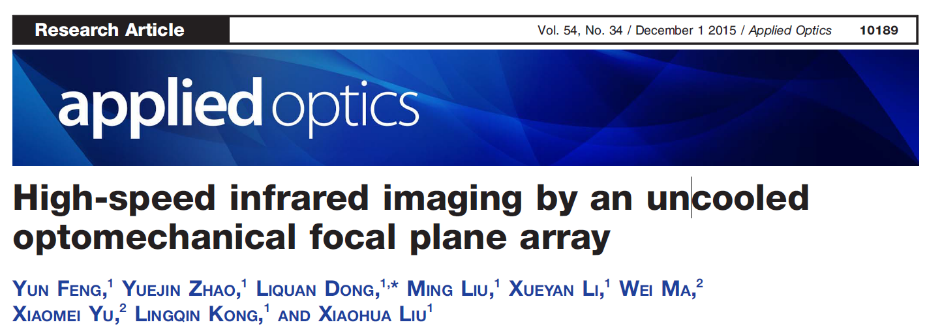 Research Article
Vol. 54, No. 34 / December 1 2015 / Applied Optics 10189
applied optics
High-speed infrared imaging by an uncooled
optomechanical focal plane array
YUN FENG,¹ YUEJIN ZHAO,¹ LIQUAN DONG,¹,* MING LIU,¹ XUEYAN LI,¹ WEI MA,²
XIAOMEI YU,² LINGQIN KONG,¹ AND XIAOHUA LIU¹